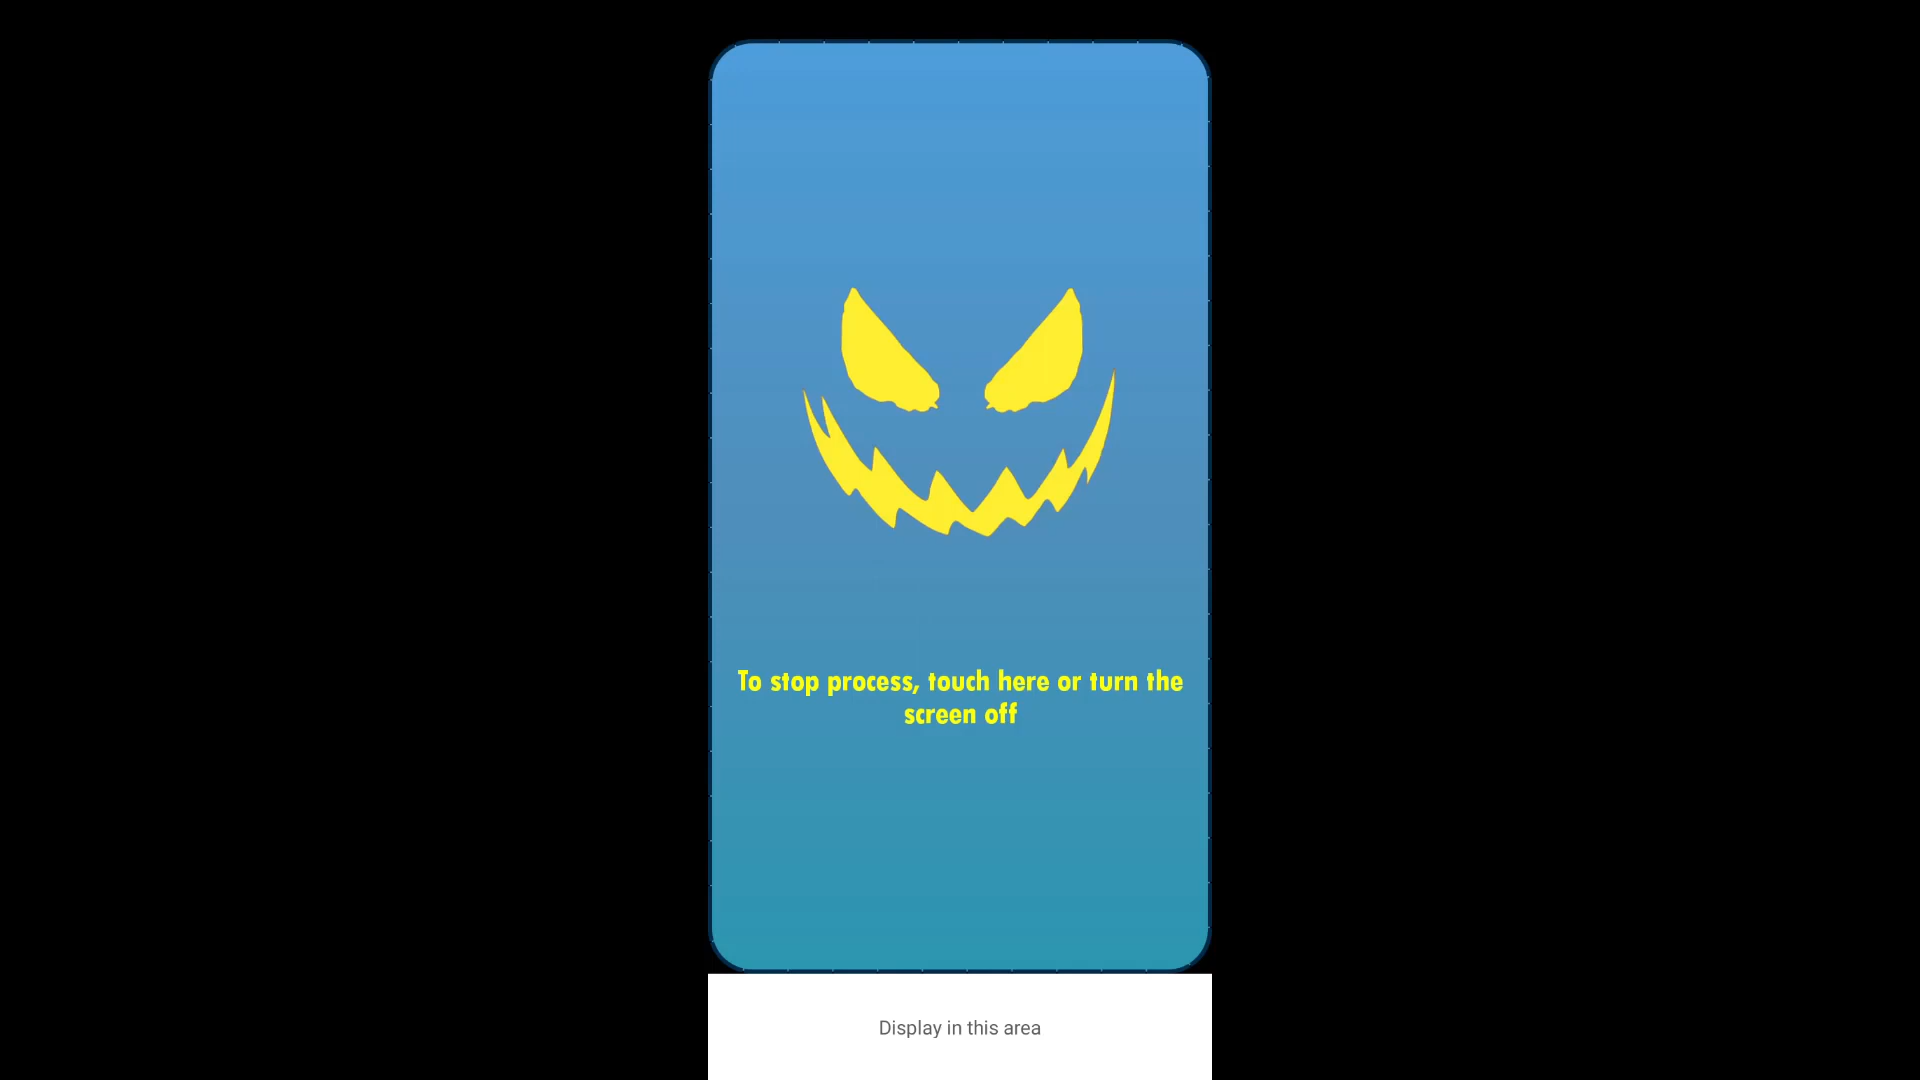 To stop process, touch here or turn the
screen off
Display in this area